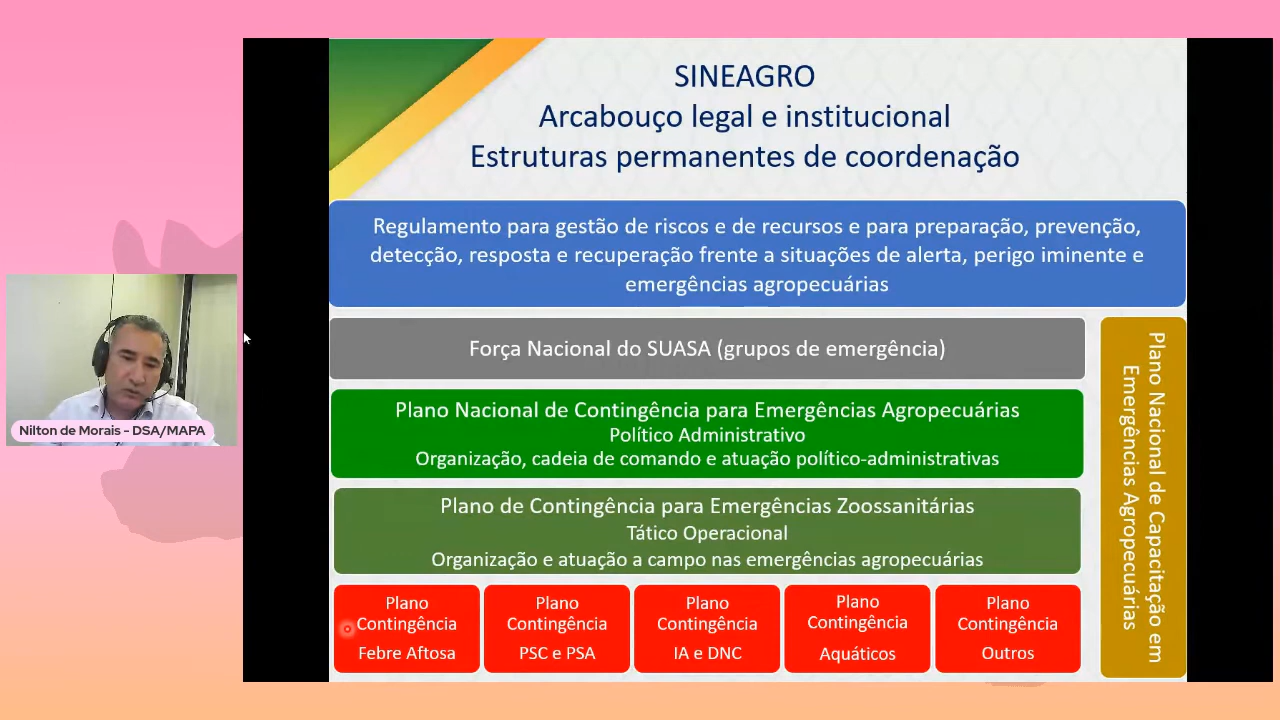 SINEAGRO
Arcabouço legal e institucional
Estruturas permanentes de coordenação
Regulamento para gestão de riscos e de recursos e para preparação, prevenção,
detecção, resposta e recuperação frente a situações de alerta, perigo iminente e
emergências agropecuárias
Força Nacional do SUASA (grupos de emergência)
Plano Nacional de Contingência para Emergências Agropecuárias
Político Administrativo
Organização, cadeia de comando e atuação político-administrativas
Plano de Contingência para Emergências Zoossanitárias
Tático Operacional
Organização e atuação a campo nas emergências agropecuárias
Plano
Contingência
Febre Aftosa
Plano
Contingência
PSC e PSA
Plano
Contingência
IA e DNC
Plano
Contingência
Aquáticos
Plano
Contingência
Outros
Plano Nacional de Capacitação em
Emergências Agropecuárias
Nilton de Morais - DSA/MAPA